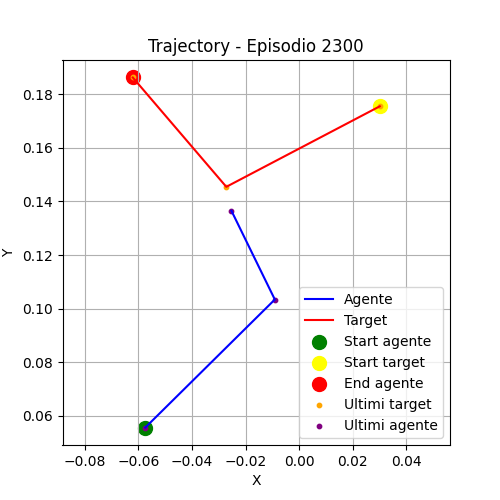 Trajectory - Episodio 2300
Y
0.18
0.16
0.14
0.12
0.10
0.08
0.06
−0.08
−0.06
−0.04
−0.02
0.00
0.02
0.04
X
Agente
Target
Start agente
Start target
End agente
Ultimi target
Ultimi agente